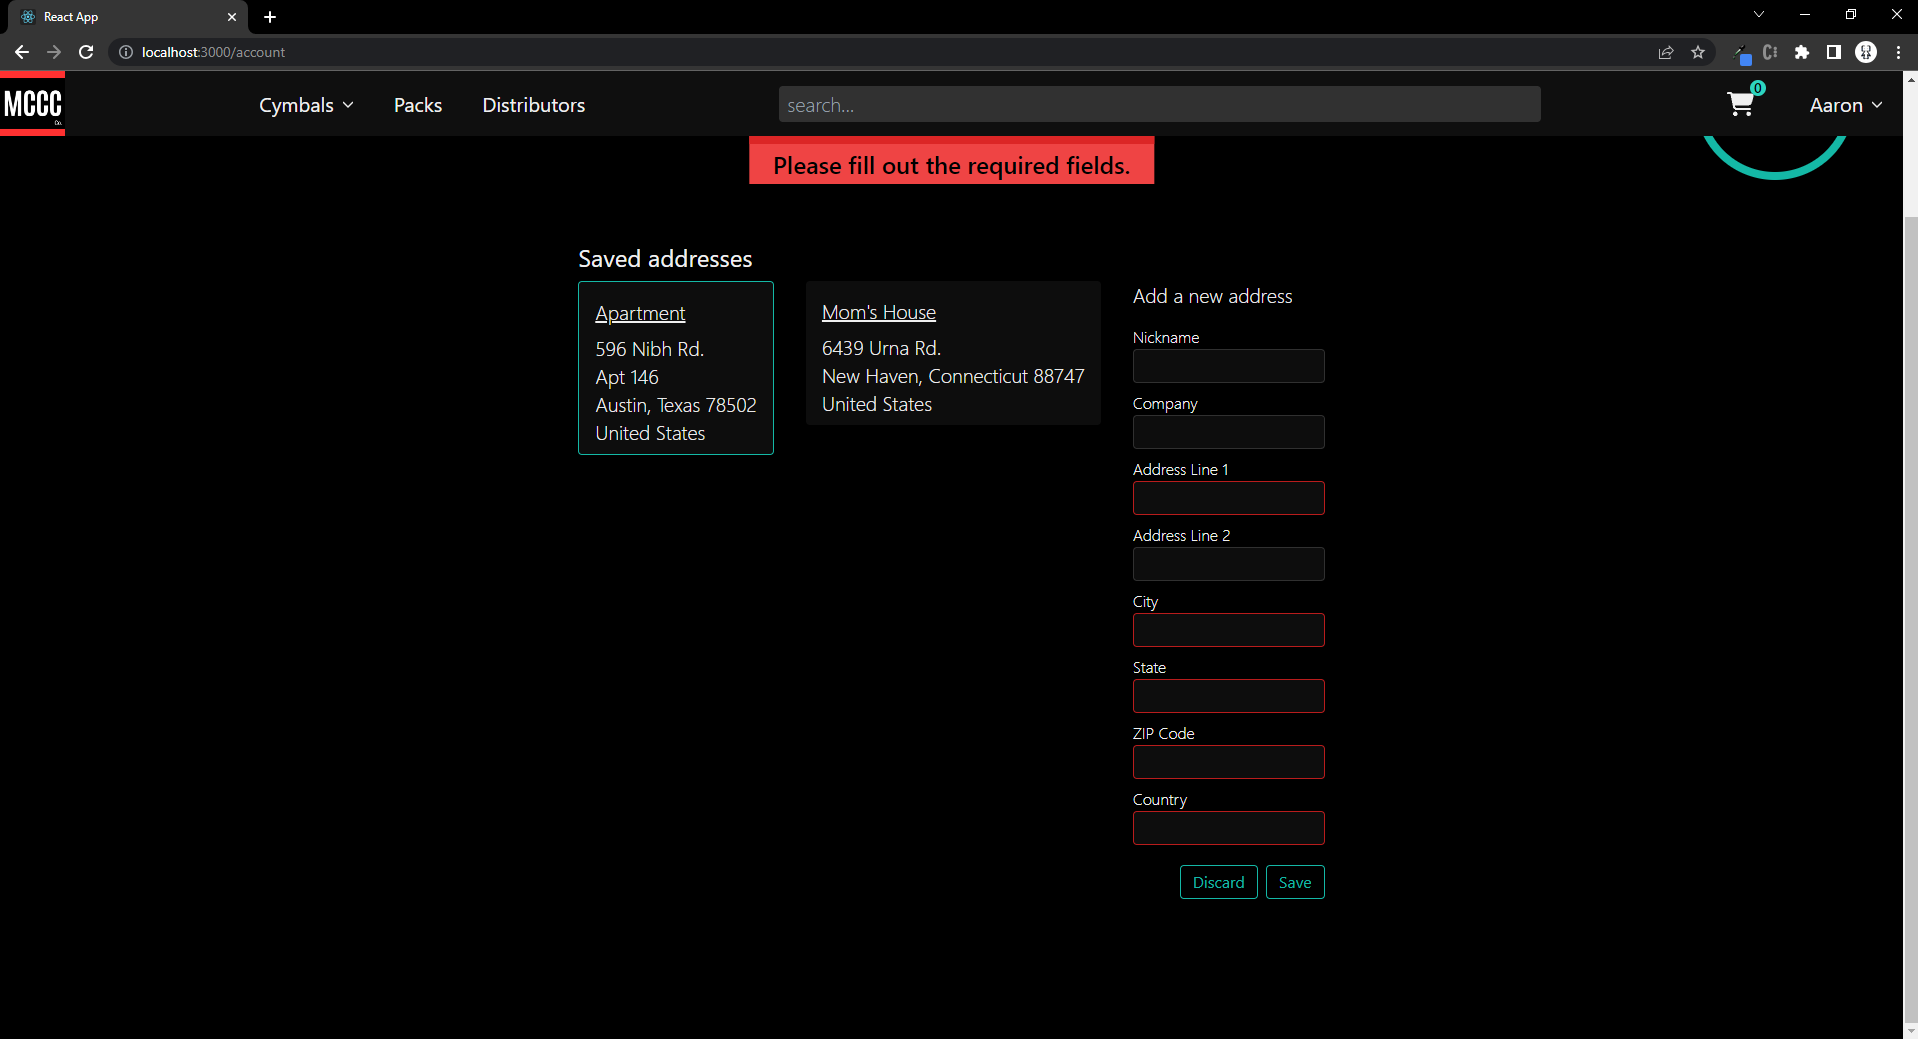 React App
localhost:3000/account
MCCC
Co.
Cymbals
Packs
Distributors
search...
0
Aaron
Please fill out the required fields.
Saved addresses
Apartment
596 Nibh Rd.
Apt 146
Austin, Texas 78502
United States
Mom's House
6439 Urna Rd.
New Haven, Connecticut 88747
United States
Add a new address
Nickname
Company
Address Line 1
Address Line 2
City
State
ZIP Code
Country
Discard
Save